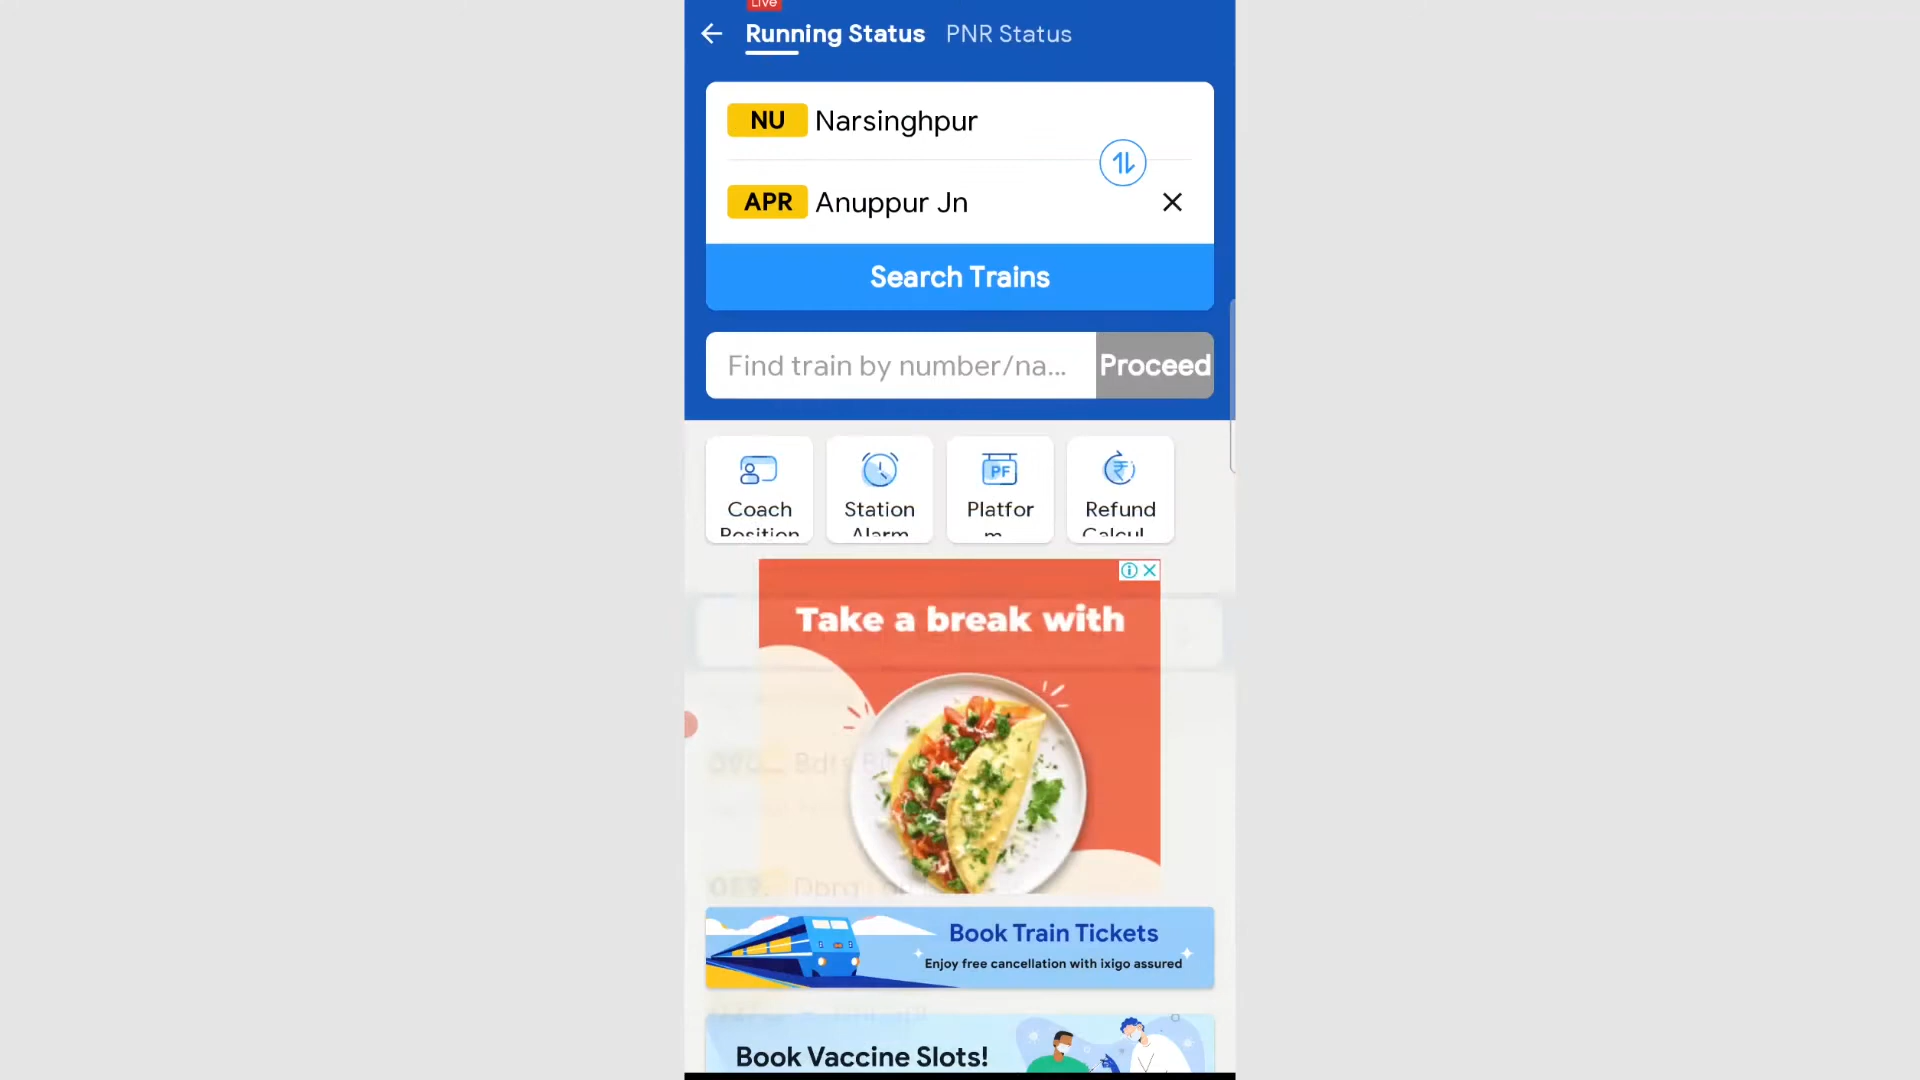 Live
Running Status PNR Status
NU Narsinghpur
APR Anuppur Jn
Search Trains
Find train by number/na... Proceed
Coach Position
Station Alarm
PF
Platfor
m
Refund
Calcul
Take a break with
Book Train Tickets
Enjoy free cancellation with ixigo assured
Book Vaccine Slots!